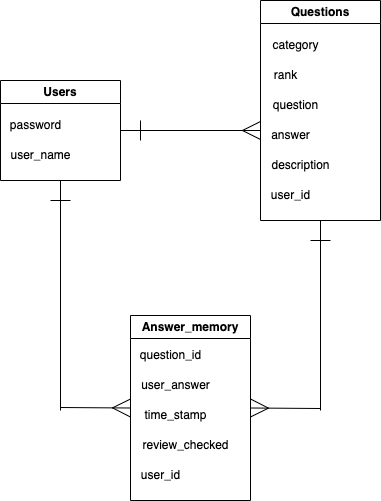 Questions
category
rank
question
answer
description
user_id
Users
password
user_name
Answer_memory
question_id
user_answer
time_stamp
review_checked
user_id